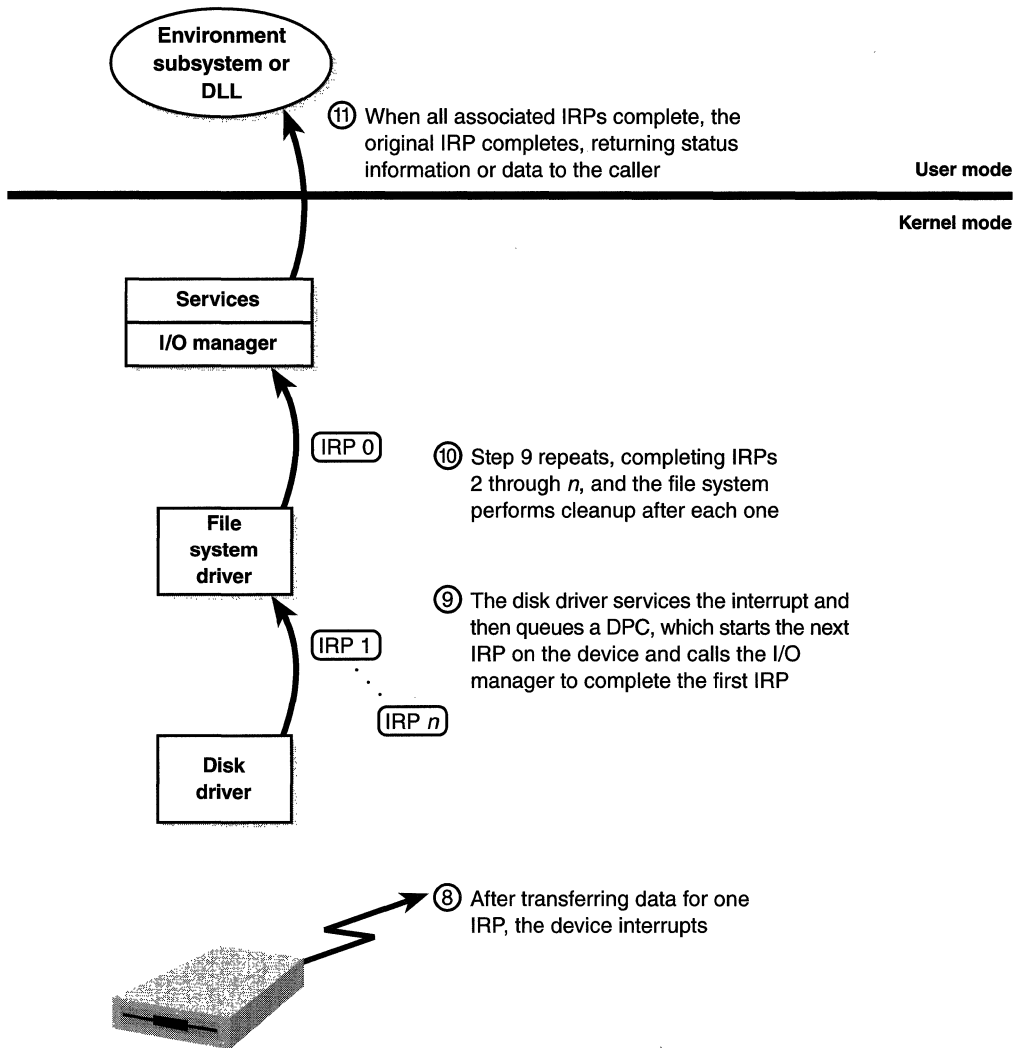 Environment
subsystem or
DLL
⑪ When all associated IRPs complete, the
original IRP completes, returning status
information or data to the caller
User mode
Kernel mode
Services
I/O manager
IRP 0
⑩ Step 9 repeats, completing IRPs
2 through n, and the file system
performs cleanup after each one
File
system
driver
⑨ The disk driver services the interrupt and
then queues a DPC, which starts the next
IRP on the device and calls the I/O
manager to complete the first IRP
IRP 1
IRP n
Disk
driver
⑧ After transferring data for one
IRP, the device interrupts